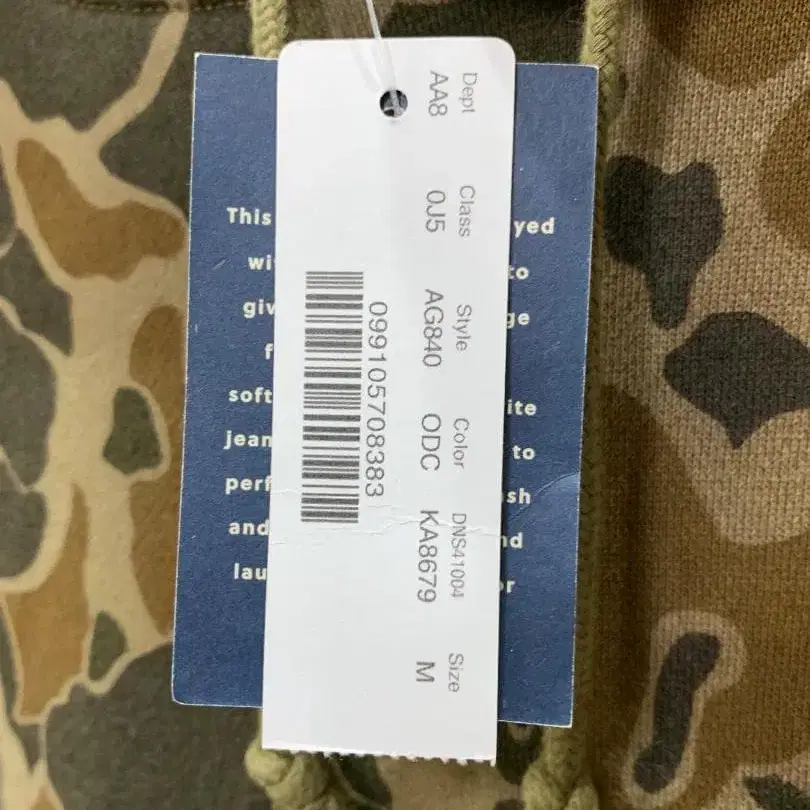 Dept Class Style Color DNS41004 Size
AA8 0J5 AG840 ODC KA8679 M
099105708383
This yed
wi to
giv ge
f
soft ite
jean to
perf sh
and nd
lau or